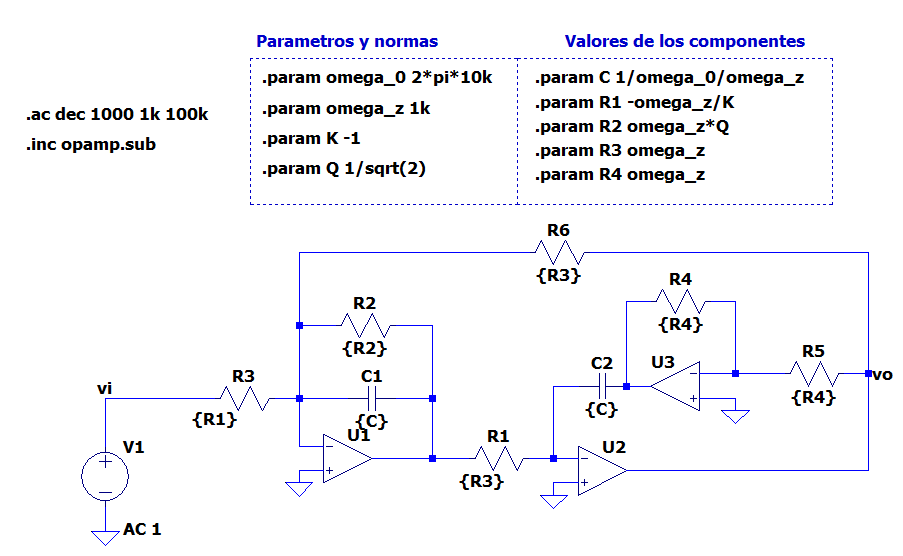 Parametros y normas
Valores de los componentes
.ac dec 1000 1k 100k
.inc opamp.sub
.param omega_0 2*pi*10k
.param omega_z 1k
.param K -1
.param Q 1/sqrt(2)
.param C 1/omega_0/omega_z
.param R1 -omega_z/K
.param R2 omega_z*Q
.param R3 omega_z
.param R4 omega_z
R6
{R3}
R4
{R4}
R2
{R2}
U3
R5
{R4}
vo
C2
{C}
C1
{C}
vi
R3
{R1}
U1
R1
{R3}
U2
V1
AC 1